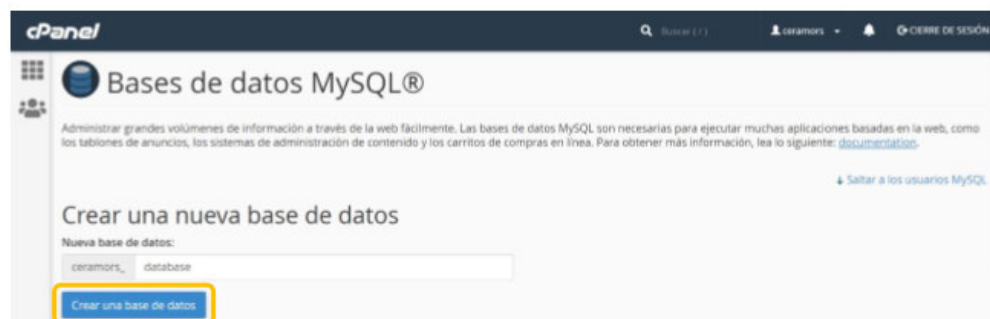 cPanel
Buscar ( / )
ceramors
CIERRE DE SESIÓN
Bases de datos MySQL®
Administrar grandes volúmenes de información a través de la web fácilmente. Las bases de datos MySQL son necesarias para ejecutar muchas aplicaciones basadas en la web, como
los tablones de anuncios, los sistemas de administración de contenido y los carritos de compras en línea. Para obtener más información, lea lo siguiente: documentation.
Saltar a los usuarios MySQL
Crear una nueva base de datos
Nueva base de datos:
ceramors_ database
Crear una base de datos